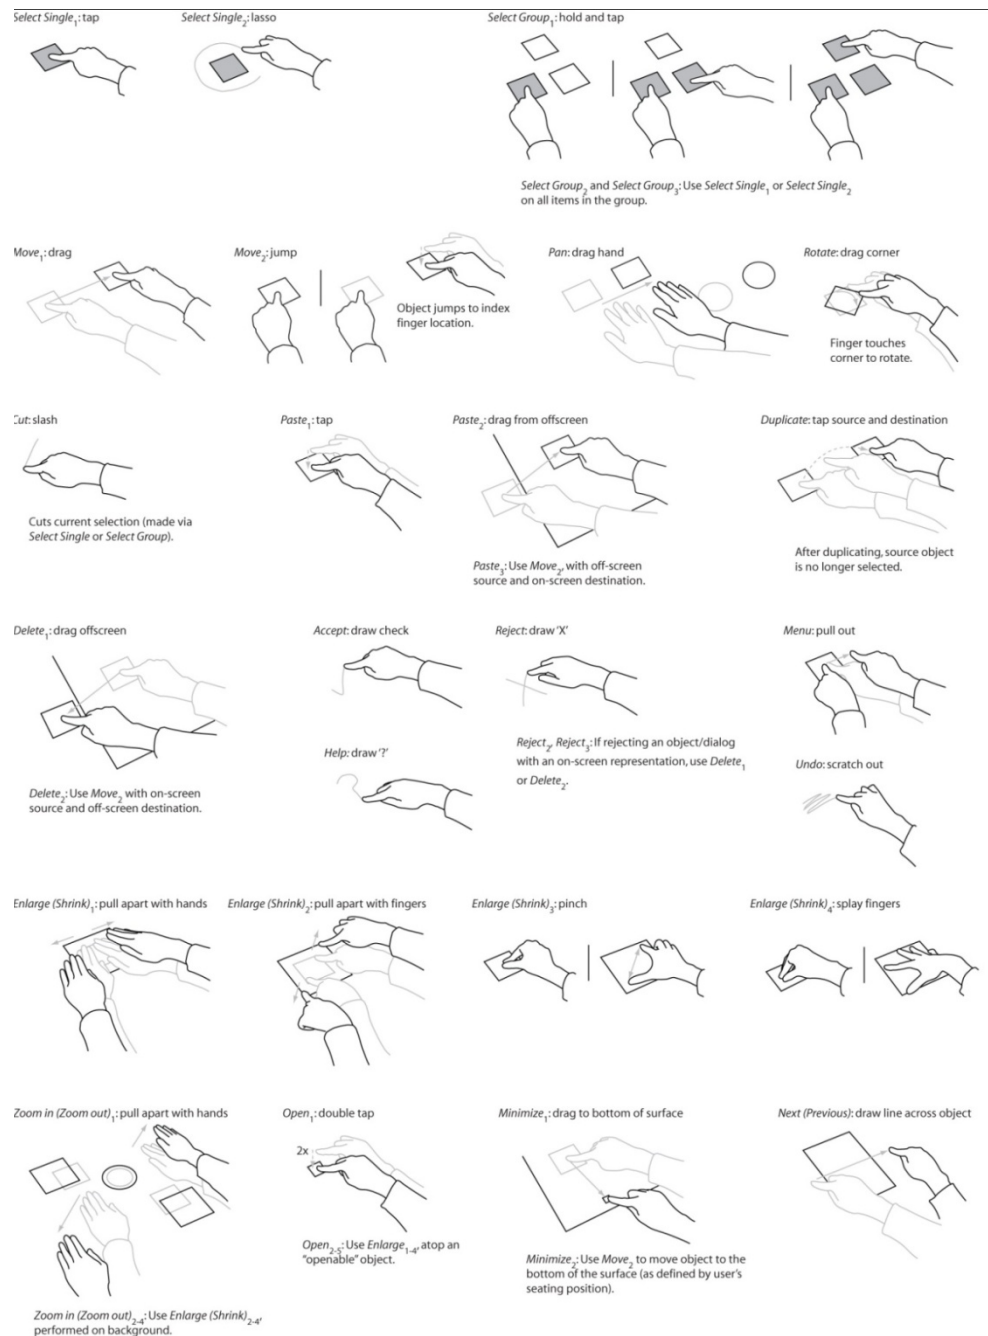 Select Single1: tap
Select Single2: lasso
Select Group1: hold and tap
Select Group2 and Select Group3: Use Select Single1 or Select Single2
on all items in the group.
Move1: drag
Move2: jump
Object jumps to index
finger location.
Pan: drag hand
Rotate: drag corner
Finger touches
corner to rotate.
Cut: slash
Cuts current selection (made via
Select Single or Select Group).
Paste1: tap
Paste2: drag from offscreen
Paste3: Use Move2, with off-screen
source and on-screen destination.
Duplicate: tap source and destination
After duplicating, source object
is no longer selected.
Delete1: drag offscreen
Delete2: Use Move2 with on-screen
source and off-screen destination.
Accept: draw check
Help: draw '?'
Reject: draw 'X'
Reject2, Reject3: If rejecting an object/dialog
with an on-screen representation, use Delete1
or Delete2.
Menu: pull out
Undo: scratch out
Enlarge (Shrink)1: pull apart with hands
Enlarge (Shrink)2: pull apart with fingers
Enlarge (Shrink)3: pinch
Enlarge (Shrink)4: splay fingers
Zoom in (Zoom out)1: pull apart with hands
Zoom in (Zoom out)2-4: Use Enlarge (Shrink)2-4,
performed on background.
Open1: double tap
2x
Open2-5: Use Enlarge1-4, atop an
"openable" object.
Minimize1: drag to bottom of surface
Minimize2: Use Move2 to move object to the
bottom of the surface (as defined by user's
seating position).
Next (Previous): draw line across object